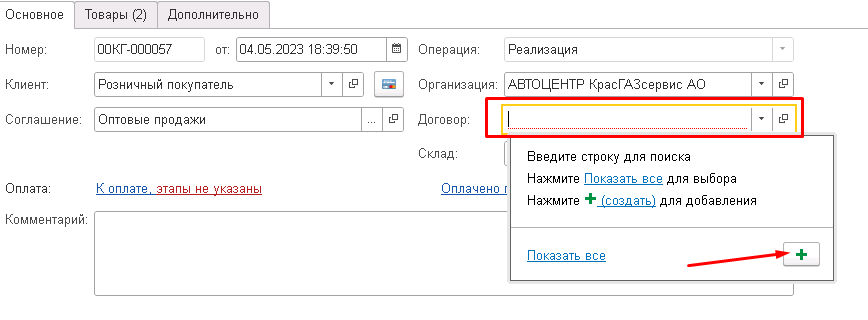 Основное Товары (2) Дополнительно
Номер: 00КГ-000057 от: 04.05.2023 18:39:50 Операция: Реализация
Клиент: Розничный покупатель Организация: АВТОЦЕНТР КрасГАЗсервис АО
Соглашение: Оптовые продажи ... Договор:
Склад:
Введите строку для поиска
Нажмите Показать все для выбора
Нажмите + (создать) для добавления
Оплата: К оплате, этапы не указаны Оплачено
Комментарий:
Показать все +